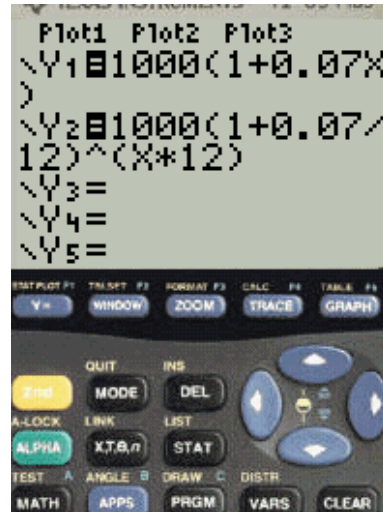 TEXAS INSTRUMENTS
Plot1 Plot2 Plot3
\Y1=1000(1+0.07X
)
\Y2=1000(1+0.07/
12)^(X*12)
\Y3=
\Y4=
\Y5=
STAT PLOT F1 TBLSET F2 FORMAT F3 CALC F4 TABLE F5
Y= WINDOW ZOOM TRACE GRAPH
QUIT INS
2nd MODE DEL
A-LOCK LINK LIST
ALPHA X,T,θ,n STAT
TEST A ANGLE B DRAW C DISTR
MATH APPS PRGM VARS CLEAR